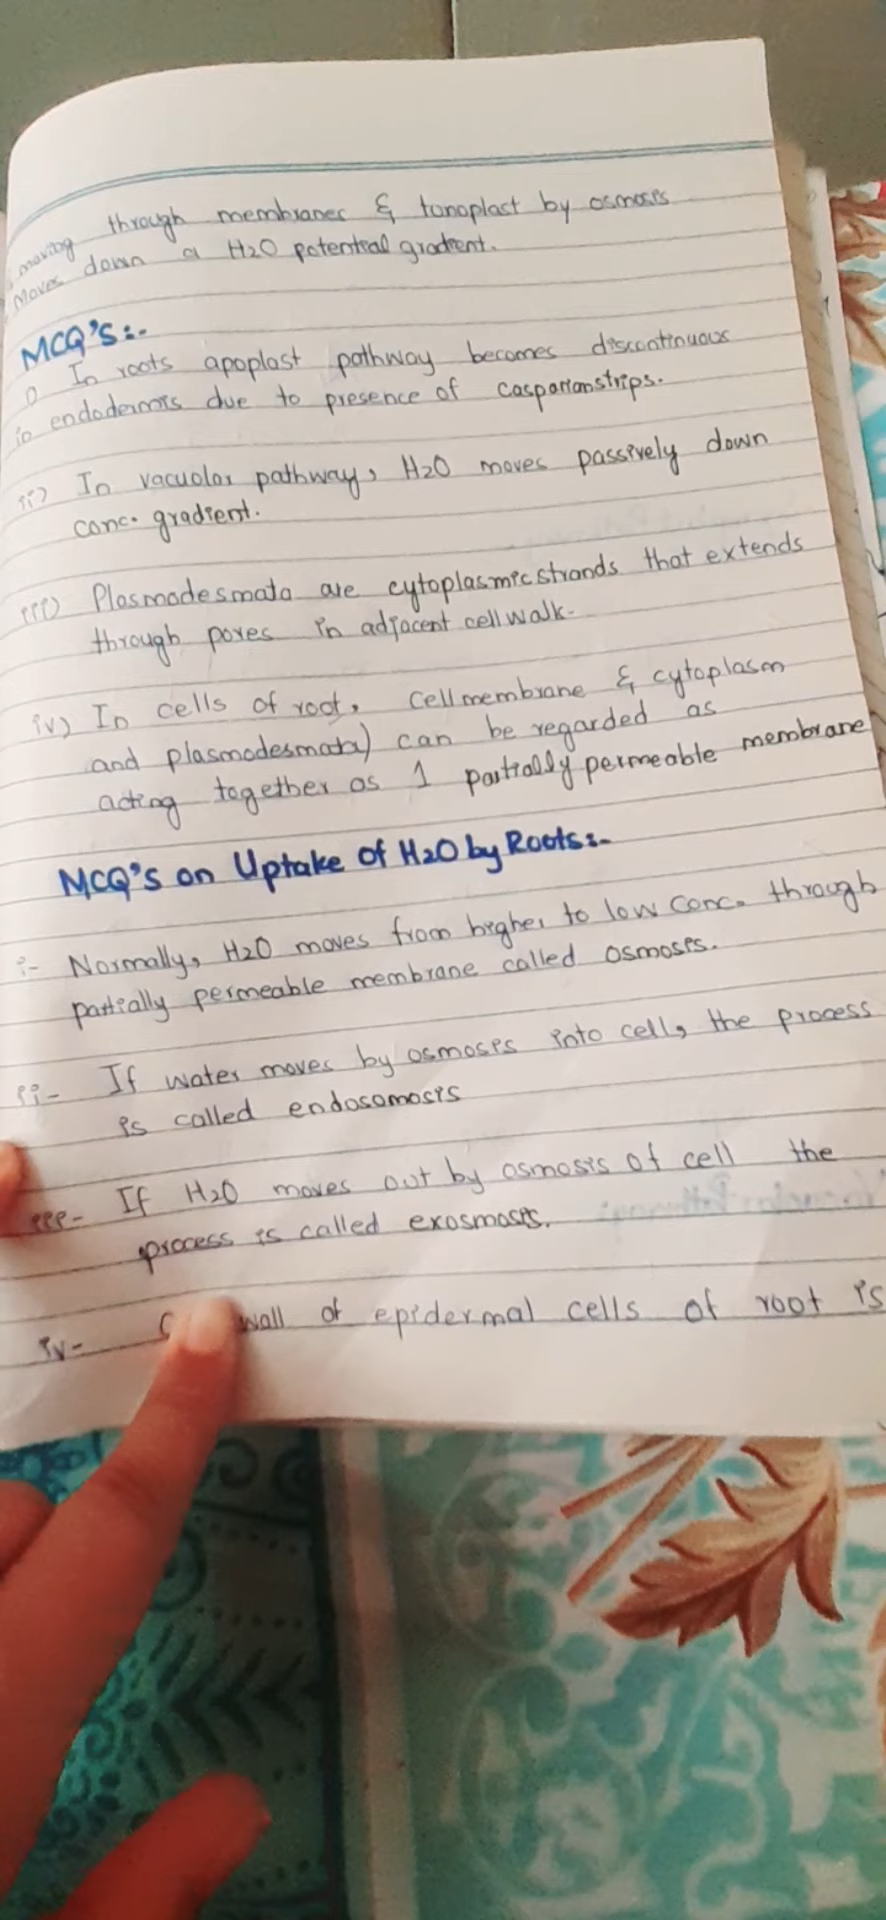 moving through membranes & tonoplast by osmosis
Moves down a H2O potential gradient.
MCQ's:-
i) In roots apoplast pathway becomes discontinuous
in endodermis due to presence of casparianstrips.
ii) In vacuolar pathway, H2O moves passively down
conc. gradient.
iii) Plasmodesmata are cytoplasmic strands that extends
through pores in adjacent cell walls.
iv) In cells of root, Cell membrane & cytoplasm
and plasmodesmata) can be regarded as
acting together as 1 partially permeable membrane
MCQ's on Uptake of H2O by Roots:-
i- Normally, H2O moves from higher to low conc. through
partially permeable membrane called osmosis.
ii- If water moves by osmosis into cell, the process
is called endosomosis
iii- If H2O moves out by osmosis of cell the
process is called exosmosis.
iv- wall of epidermal cells of root is